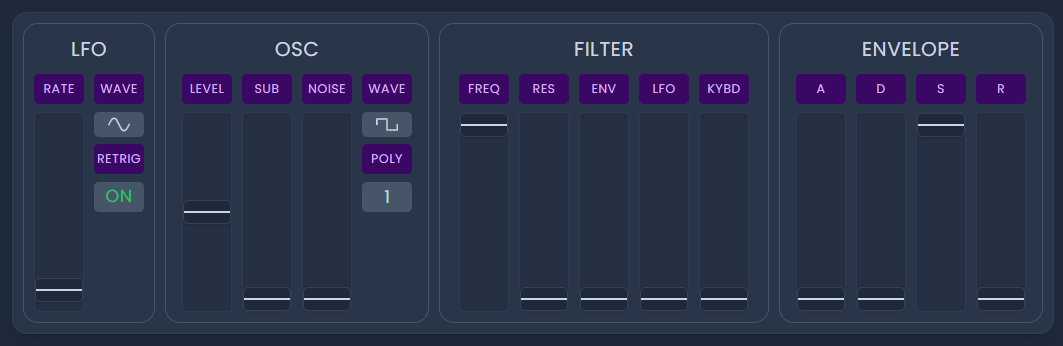 LFO
RATE WAVE
RETRIG
ON
OSC
LEVEL SUB NOISE WAVE
POLY
1
FILTER
FREQ RES ENV LFO KYBD
ENVELOPE
A D S R